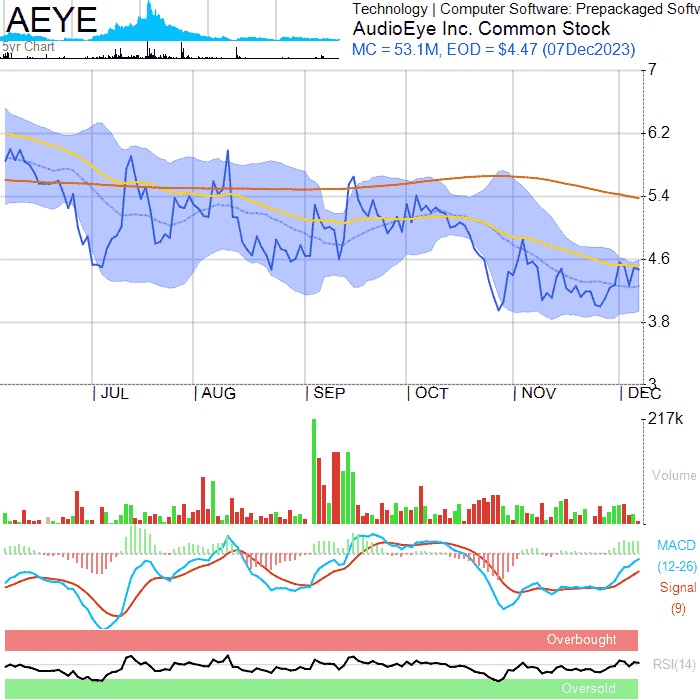 AEYE
5yr Chart
Technology | Computer Software: Prepackaged Softw
AudioEye Inc. Common Stock
MC = 53.1M, EOD = $4.47 (07Dec2023)
7
6.2
5.4
4.6
3.8
3
JUL AUG SEP OCT NOV DEC
217k
Volume
MACD
(12-26)
Signal
(9)
Overbought
RSI(14)
Oversold